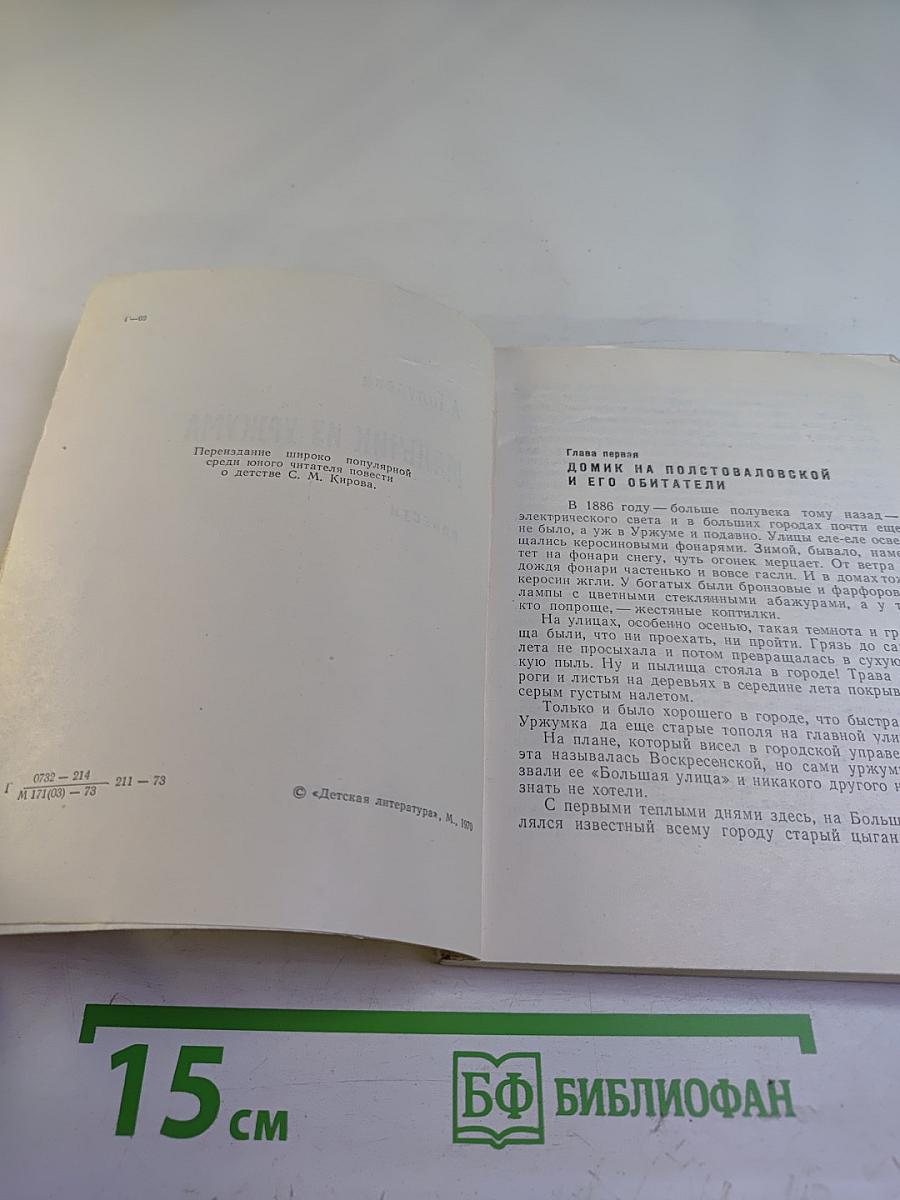 Г—02
Переиздание широко популярной
среди юного читателя повести
о детстве С. М. Кирова.
Г 0732 — 214
М 171(03) — 73 211 — 73
© «Детская литература», М., 1970
Глава первая
ДОМИК НА ПОЛСТОВАЛОВСКОЙ
И ЕГО ОБИТАТЕЛИ
В 1886 году — больше полувека тому назад —
электрического света и в больших городах почти еще
не было, а уж в Уржуме и подавно. Улицы еле-еле осве
щались керосиновыми фонарями. Зимой, бывало, наме
тет на фонари снегу, чуть огонек мерцает. От ветра
дождя фонари частенько и вовсе гасли. И в домах тож
керосин жгли. У богатых были бронзовые и фарфоров
лампы с цветными стеклянными абажурами, а у т
кто попроще, — жестяные коптилки.
На улицах, особенно осенью, такая темнота и гр
ща были, что ни проехать, ни пройти. Грязь до сам
лета не просыхала и потом превращалась в сухую
кую пыль. Ну и пылища стояла в городе! Трава
роги и листья на деревьях в середине лета покрыв
серым густым налетом.
Только и было хорошего в городе, что быстра
Уржумка да еще старые тополя на главной ули
На плане, который висел в городской управе
эта называлась Воскресенской, но сами уржум
звали ее «Большая улица» и никакого другого н
знать не хотели.
С первыми теплыми днями здесь, на Больш
лялся известный всему городу старый цыган
15 см
БФ БИБЛИОФАН